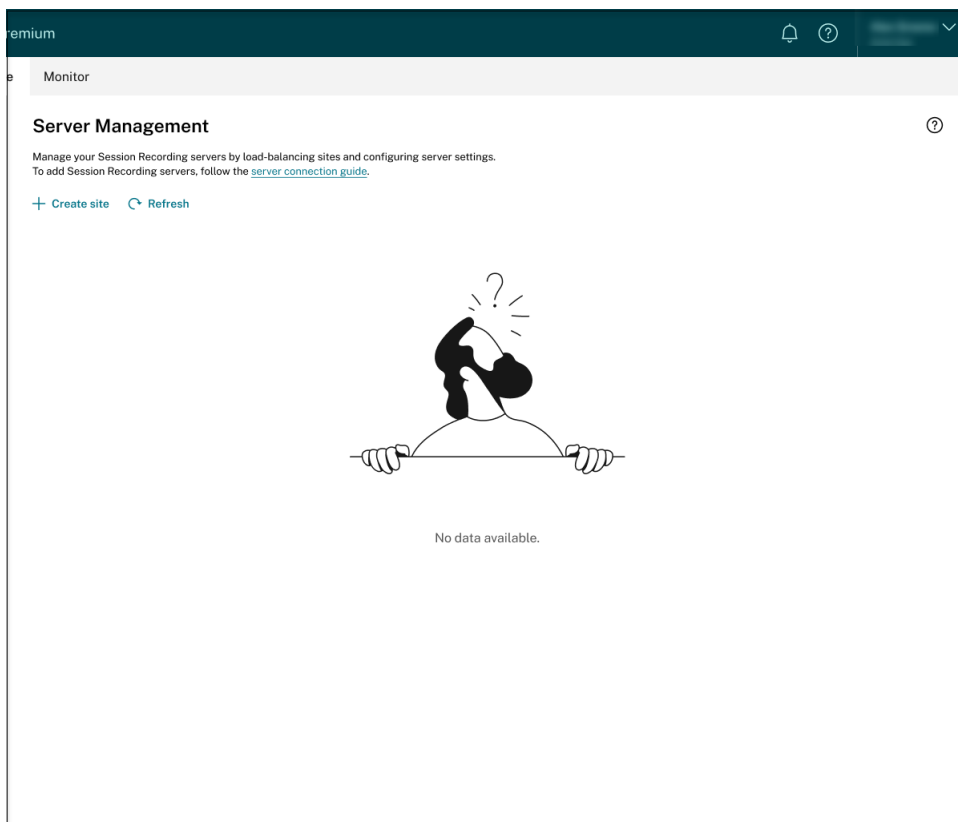 remium
e
Monitor
Server Management
Manage your Session Recording servers by load-balancing sites and configuring server settings.
To add Session Recording servers, follow the server connection guide.
Create site Refresh
?
No data available.